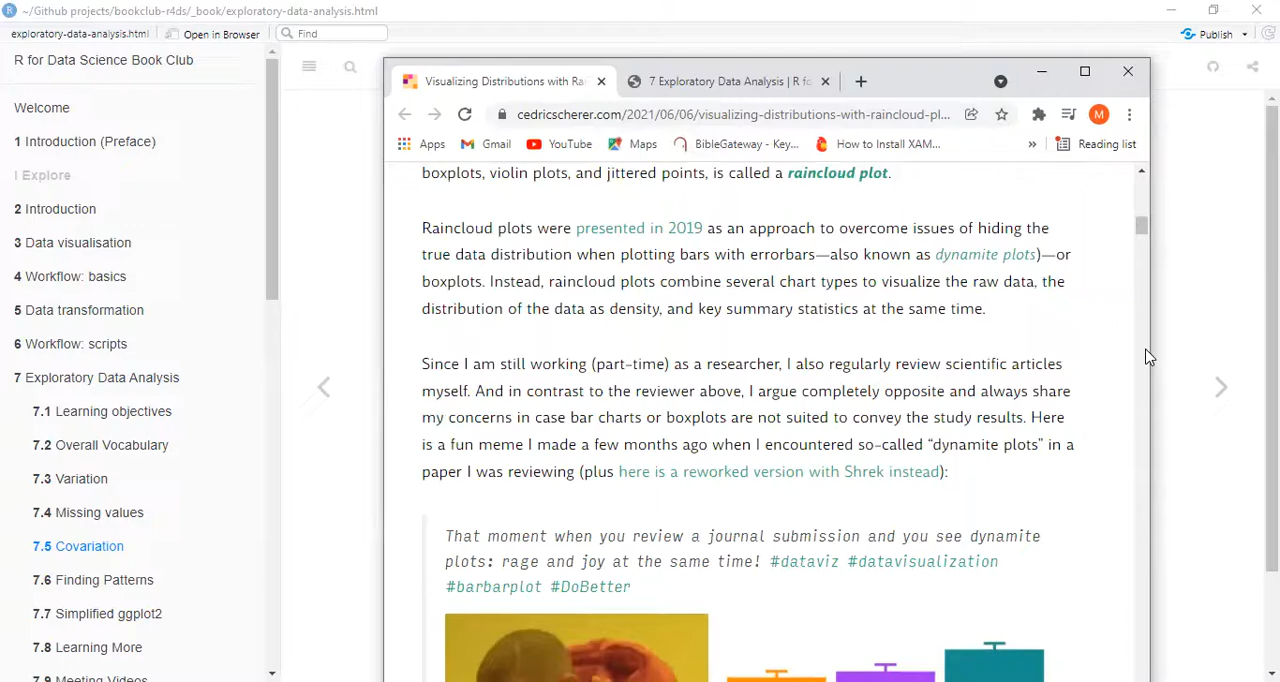 ~/Github projects/bookclub-r4ds/_book/exploratory-data-analysis.html
exploratory-data-analysis.html
Open in Browser
Find
Publish
R for Data Science Book Club
Welcome
1 Introduction (Preface)
I Explore
2 Introduction
3 Data visualisation
4 Workflow: basics
5 Data transformation
6 Workflow: scripts
7 Exploratory Data Analysis
7.1 Learning objectives
7.2 Overall Vocabulary
7.3 Variation
7.4 Missing values
7.5 Covariation
7.6 Finding Patterns
7.7 Simplified ggplot2
7.8 Learning More
7.9 Meeting Videos
Visualizing Distributions with Ra
7 Exploratory Data Analysis | R fo
cedricscherer.com/2021/06/06/visualizing-distributions-with-raincloud-pl...
M
Apps
Gmail
YouTube
Maps
BibleGateway - Key...
How to Install XAM...
»
Reading list
boxplots, violin plots, and jittered points, is called a raincloud plot.
Raincloud plots were presented in 2019 as an approach to overcome issues of hiding the
true data distribution when plotting bars with errorbars—also known as dynamite plots)—or
boxplots. Instead, raincloud plots combine several chart types to visualize the raw data, the
distribution of the data as density, and key summary statistics at the same time.
Since I am still working (part-time) as a researcher, I also regularly review scientific articles
myself. And in contrast to the reviewer above, I argue completely opposite and always share
my concerns in case bar charts or boxplots are not suited to convey the study results. Here
is a fun meme I made a few months ago when I encountered so-called “dynamite plots” in a
paper I was reviewing (plus here is a reworked version with Shrek instead):
That moment when you review a journal submission and you see dynamite
plots: rage and joy at the same time! #dataviz #datavisualization
#barbarplot #DoBetter